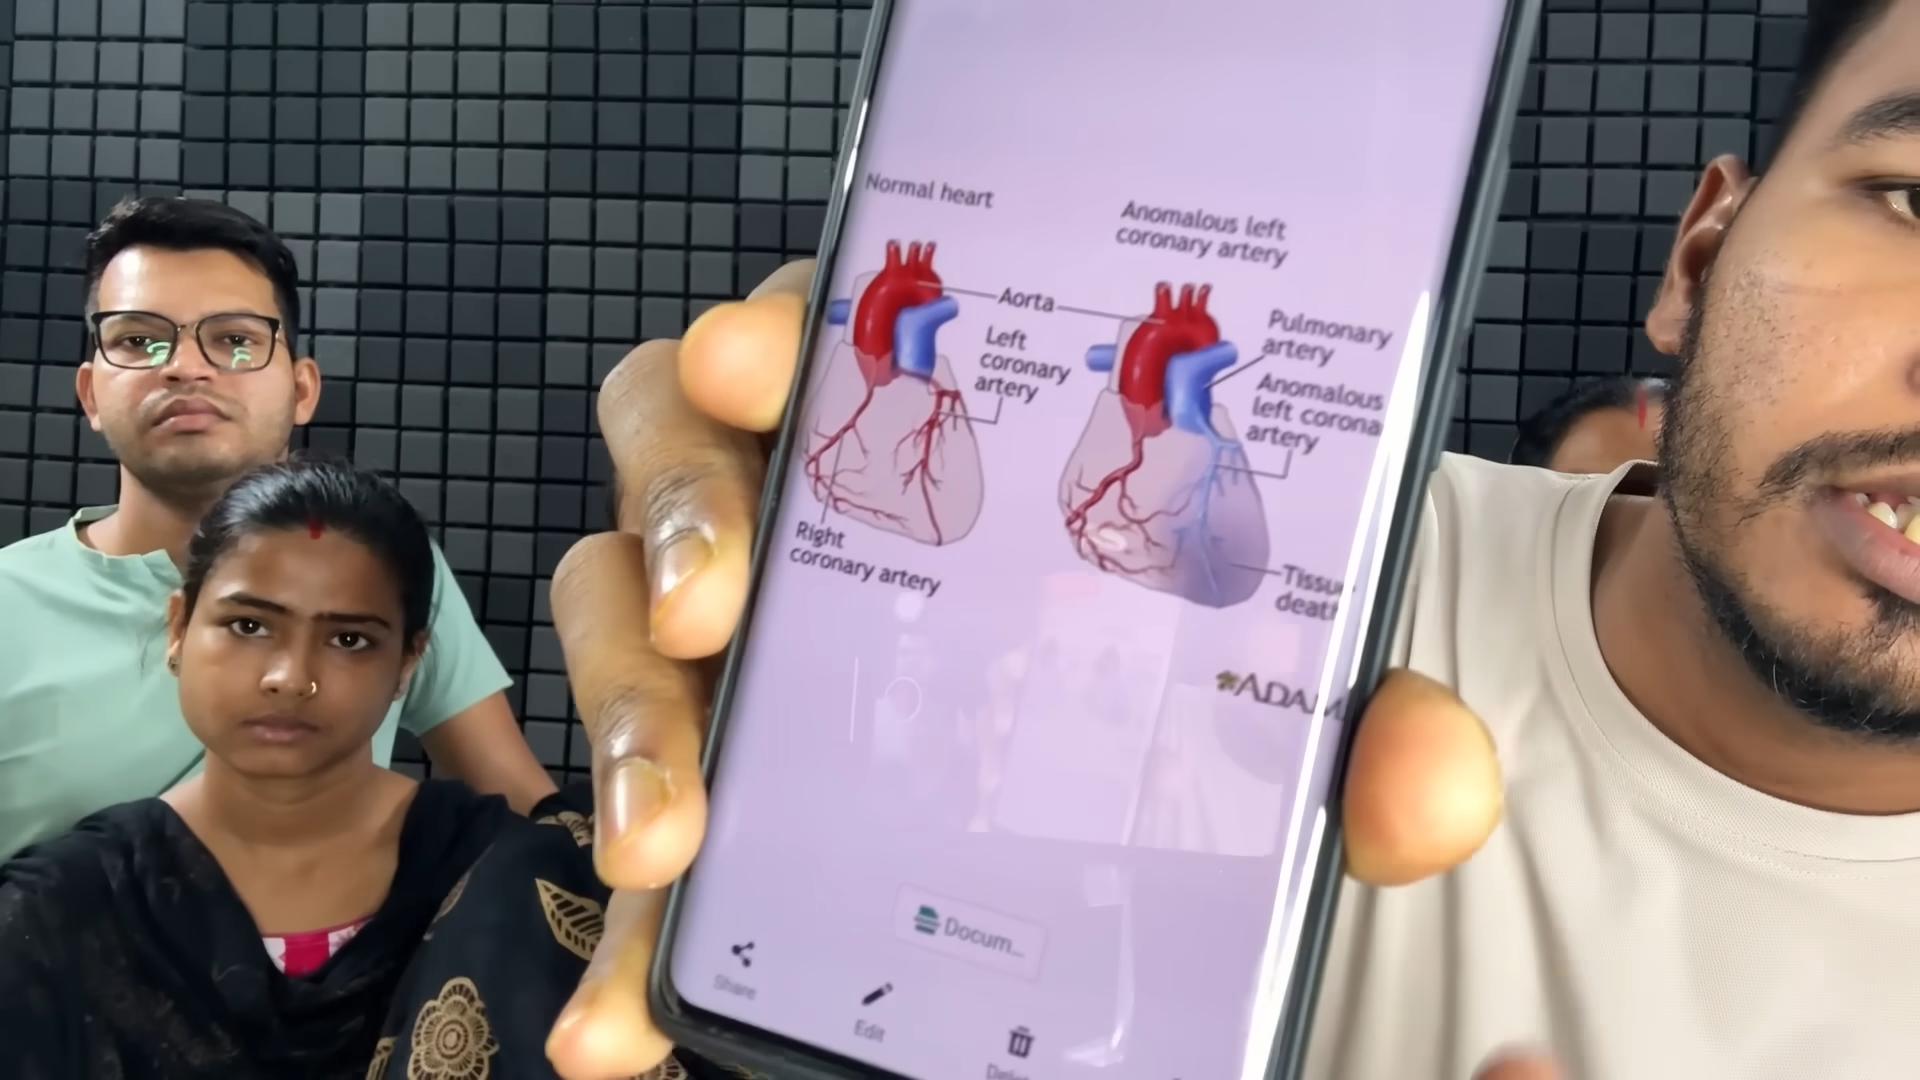 Normal heart
Anomalous left
coronary artery
Aorta
Left
coronary
artery
Pulmonary
artery
Anomalous
left corona
artery
Right
coronary artery
Tissu
death
ADAM
Docum...
Share
Edit